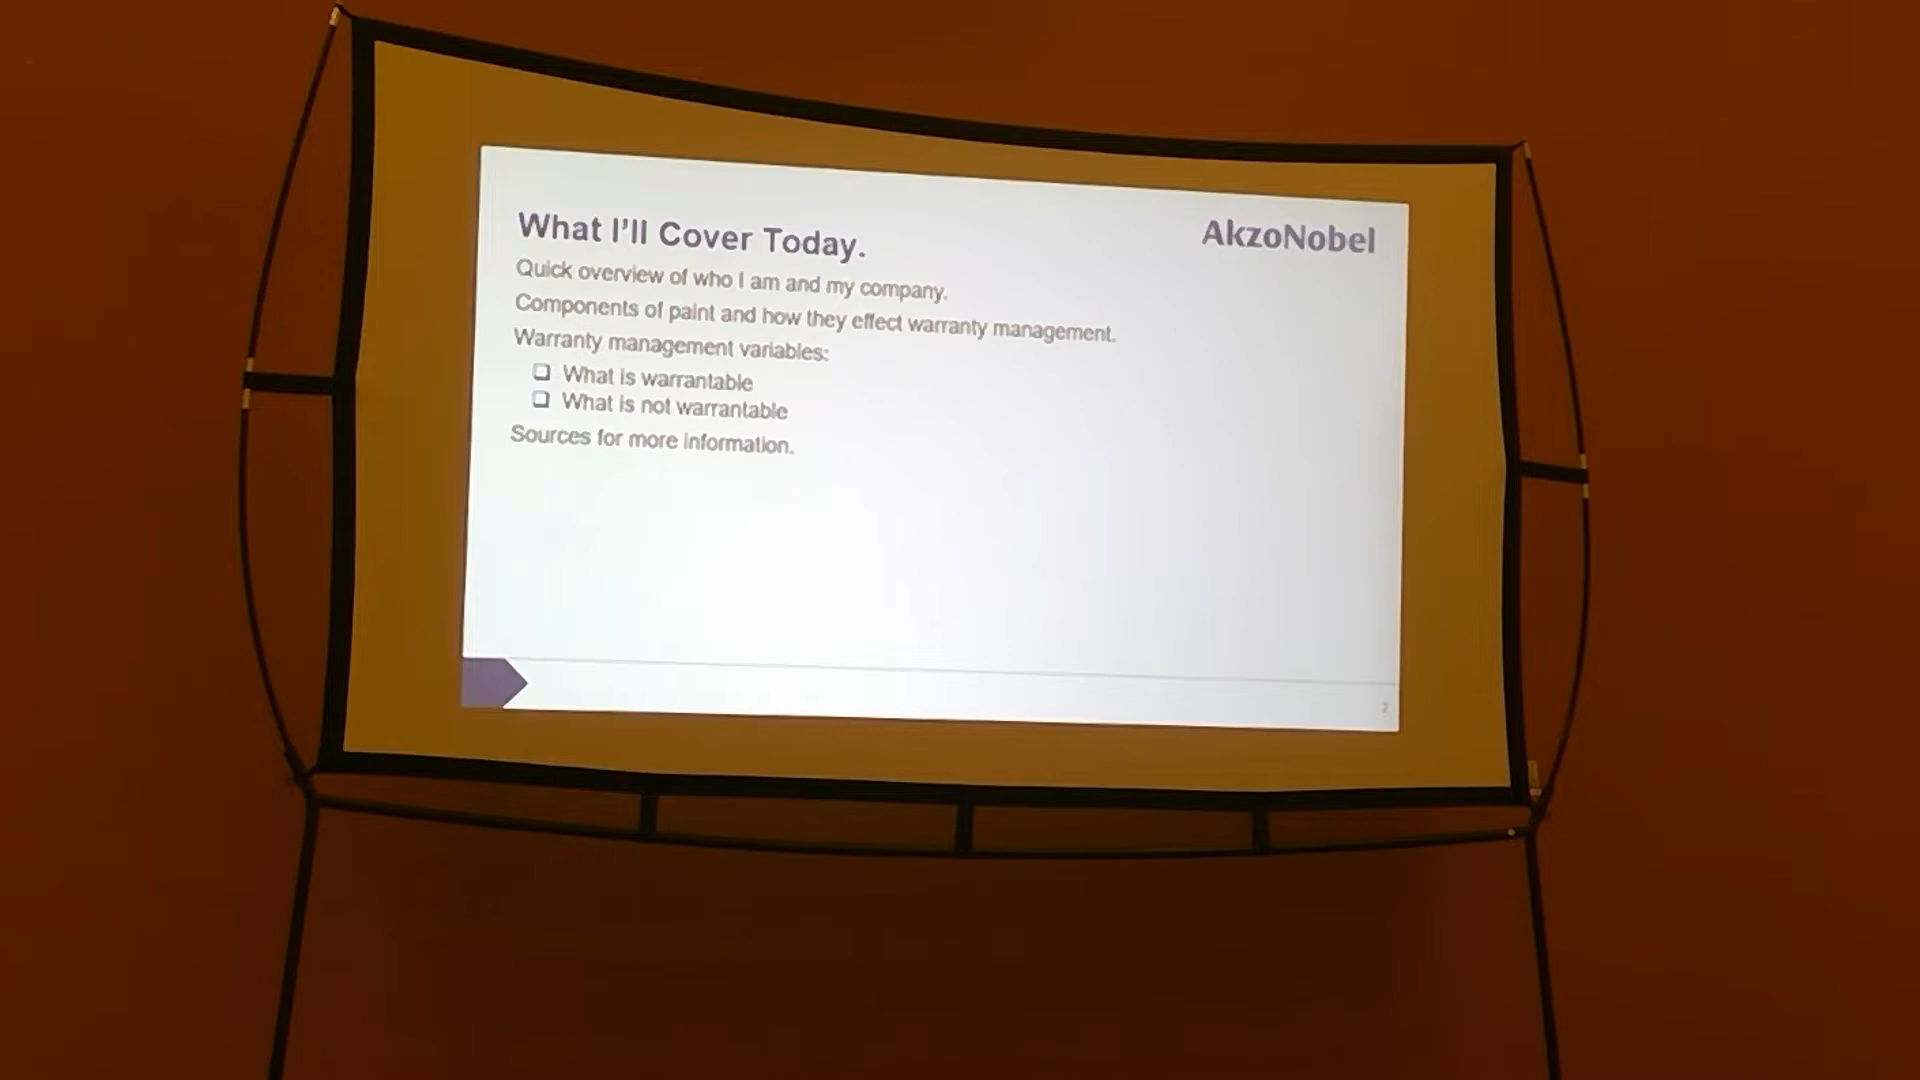 What I'll Cover Today.
AkzoNobel
Quick overview of who I am and my company.
Components of paint and how they effect warranty management.
Warranty management variables:
❑ What is warrantable
❑ What is not warrantable
Sources for more information.
2